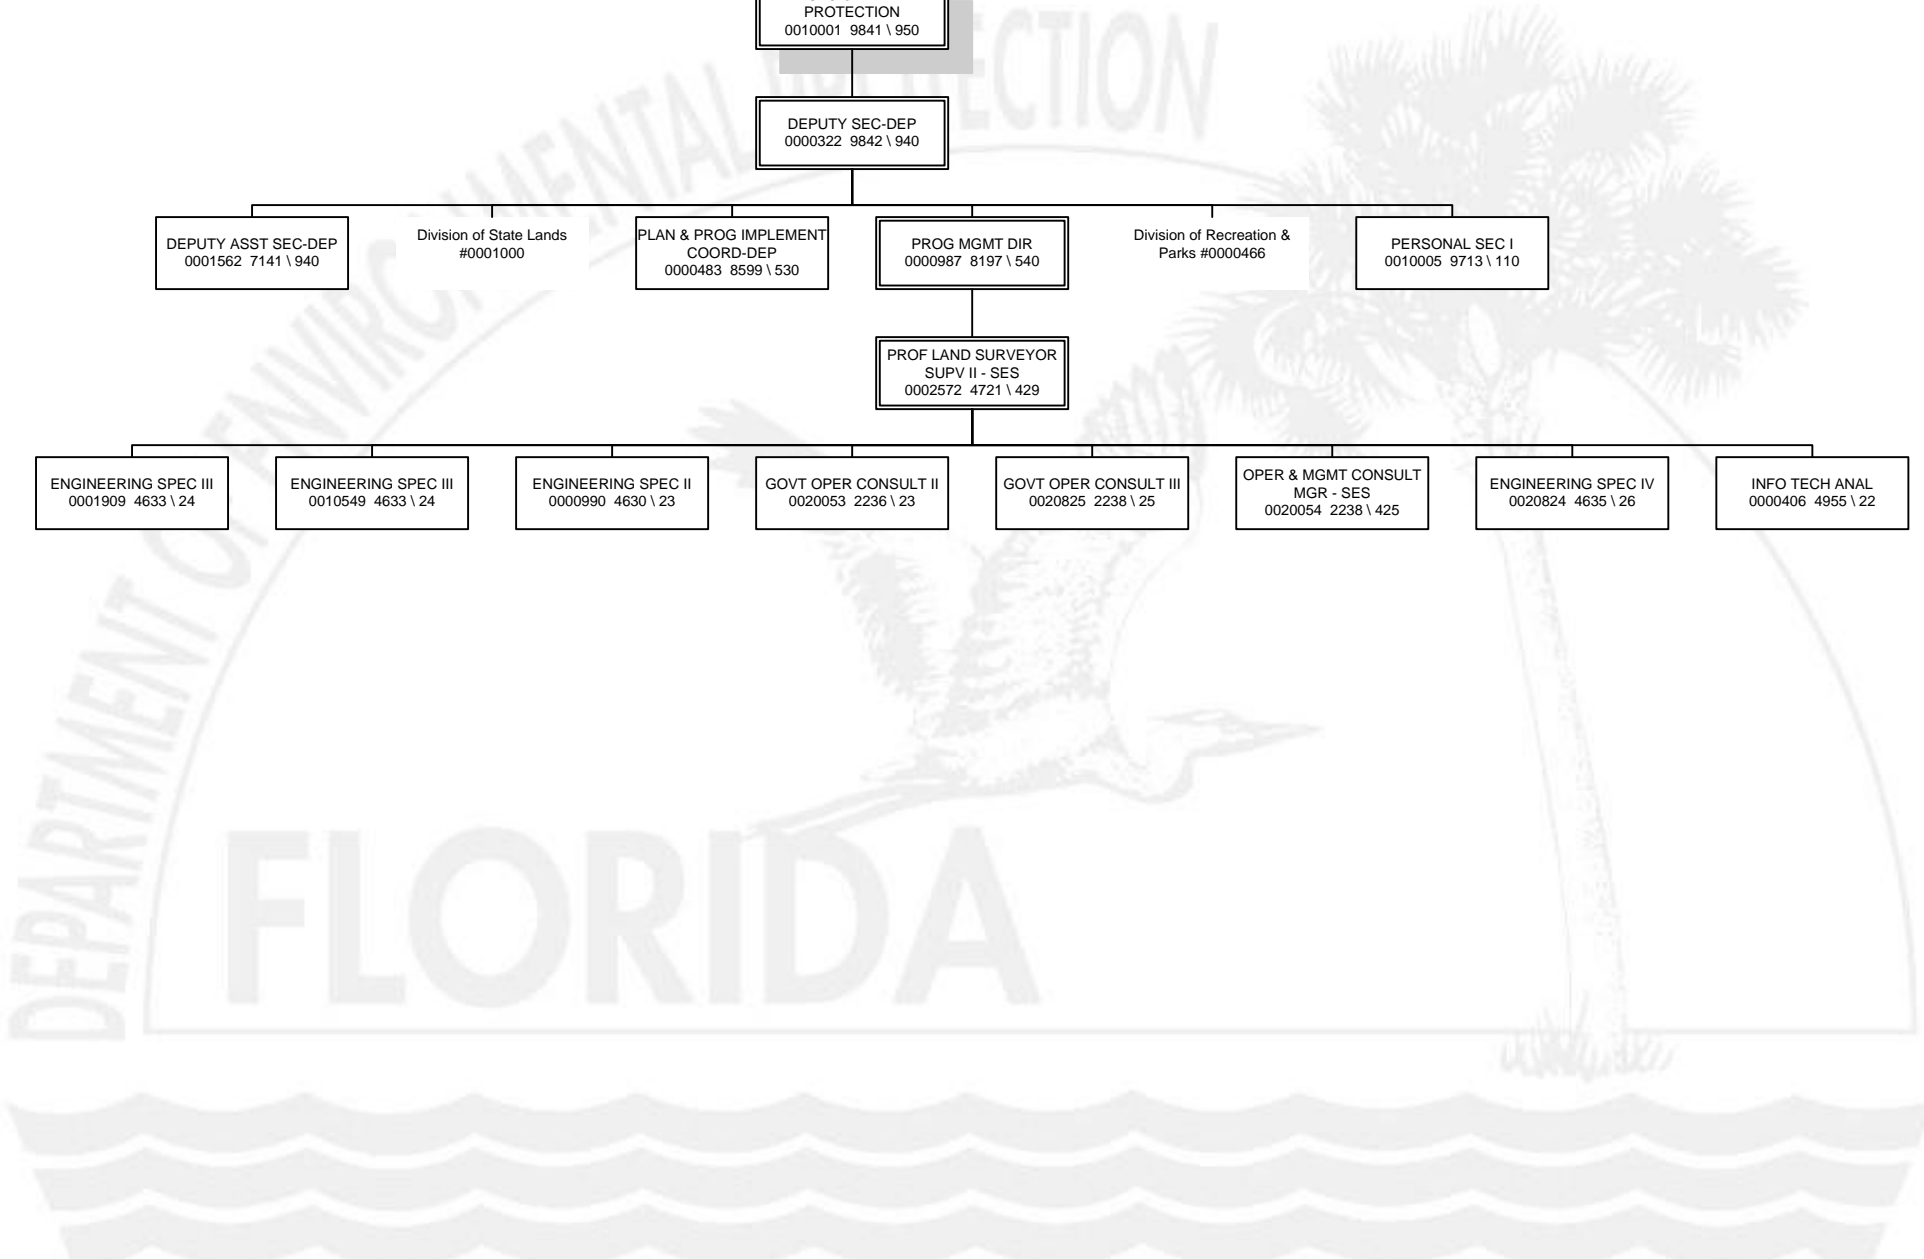 PROTECTION
0010001  9841 \ 950
DEPUTY SEC-DEP
0000322  9842 \ 940
DEPUTY ASST SEC-DEP
0001562  7141 \ 940
Division of State Lands
#0001000
PLAN & PROG IMPLEMENT
COORD-DEP
0000483  8599 \ 530
PROG MGMT DIR
0000987  8197 \ 540
Division of Recreation &
Parks #0000466
PERSONAL SEC I
0010005  9713 \ 110
PROF LAND SURVEYOR
SUPV II - SES
0002572  4721 \ 429
ENGINEERING SPEC III
0001909  4633 \ 24
ENGINEERING SPEC III
0010549  4633 \ 24
ENGINEERING SPEC II
0000990  4630 \ 23
GOVT OPER CONSULT II
0020053  2236 \ 23
GOVT OPER CONSULT III
0020825  2238 \ 25
OPER & MGMT CONSULT
MGR - SES
0020054  2238 \ 425
ENGINEERING SPEC IV
0020824  4635 \ 26
INFO TECH ANAL
0000406  4955 \ 22
DEPARTMENT OF ENVIRONMENTAL PROTECTION
FLORIDA